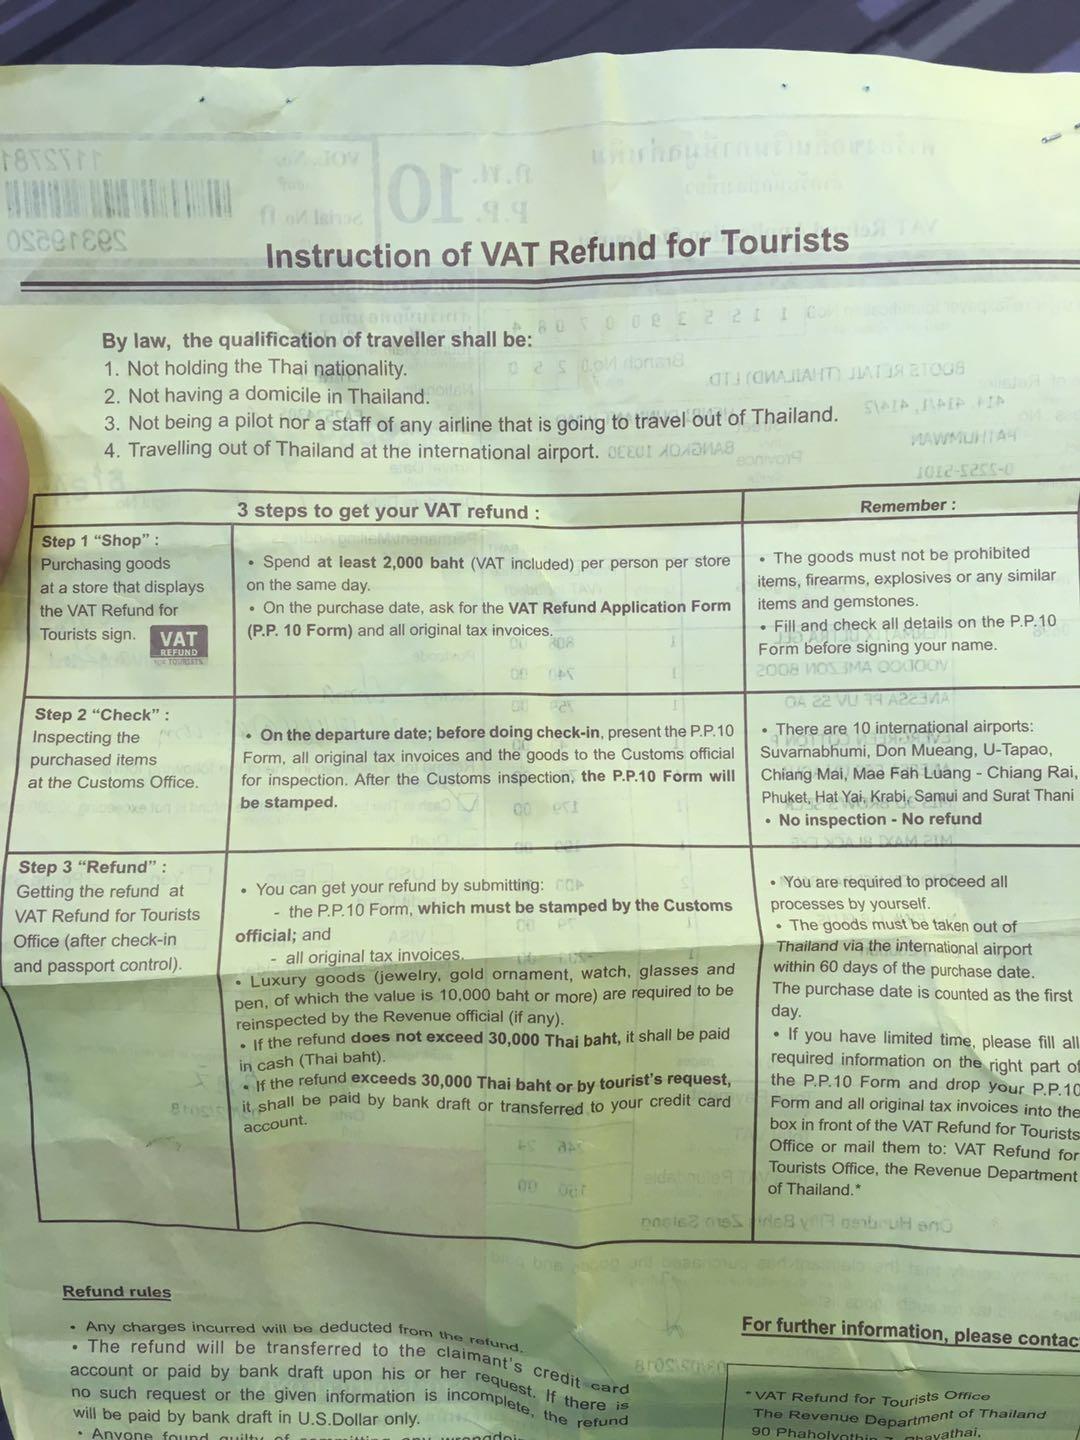 Instruction of VAT Refund for Tourists
By law, the qualification of traveller shall be:
1. Not holding the Thai nationality.
2. Not having a domicile in Thailand.
3. Not being a pilot nor a staff of any airline that is going to travel out of Thailand.
4. Travelling out of Thailand at the international airport.
3 steps to get your VAT refund :
Remember :
Step 1 “Shop” :
Purchasing goods
at a store that displays
the VAT Refund for
Tourists sign.
VAT
REFUND
FOR TOURISTS
• Spend at least 2,000 baht (VAT included) per person per store
on the same day.
• On the purchase date, ask for the VAT Refund Application Form
(P.P. 10 Form) and all original tax invoices.
• The goods must not be prohibited
items, firearms, explosives or any similar
items and gemstones.
• Fill and check all details on the P.P.10
Form before signing your name.
Step 2 “Check” :
Inspecting the
purchased items
at the Customs Office.
• On the departure date; before doing check-in, present the P.P.10
Form, all original tax invoices and the goods to the Customs official
for inspection. After the Customs inspection, the P.P.10 Form will
be stamped.
• There are 10 international airports:
Suvarnabhumi, Don Mueang, U-Tapao,
Chiang Mai, Mae Fah Luang - Chiang Rai,
Phuket, Hat Yai, Krabi, Samui and Surat Thani
• No inspection - No refund
Step 3 “Refund” :
Getting the refund at
VAT Refund for Tourists
Office (after check-in
and passport control).
• You can get your refund by submitting:
- the P.P.10 Form, which must be stamped by the Customs
official; and
- all original tax invoices.
• Luxury goods (jewelry, gold ornament, watch, glasses and
pen, of which the value is 10,000 baht or more) are required to be
reinspected by the Revenue official (if any).
• If the refund does not exceed 30,000 Thai baht, it shall be paid
in cash (Thai baht).
• If the refund exceeds 30,000 Thai baht or by tourist's request,
it shall be paid by bank draft or transferred to your credit card
account.
• You are required to proceed all
processes by yourself.
• The goods must be taken out of
Thailand via the international airport
within 60 days of the purchase date.
The purchase date is counted as the first
day.
• If you have limited time, please fill all
required information on the right part of
the P.P.10 Form and drop your P.P.10
Form and all original tax invoices into the
box in front of the VAT Refund for Tourists
Office or mail them to: VAT Refund for
Tourists Office, the Revenue Department
of Thailand.*
Refund rules
• Any charges incurred will be deducted from the refund.
• The refund will be transferred to the claimant's credit card
account or paid by bank draft upon his or her request. If there is
no such request or the given information is incomplete, the refund
will be paid by bank draft in U.S.Dollar only.
• Anyone found guilty of
For further information, please contac
*VAT Refund for Tourists Office
The Revenue Department of Thailand
90 Phaholyothin